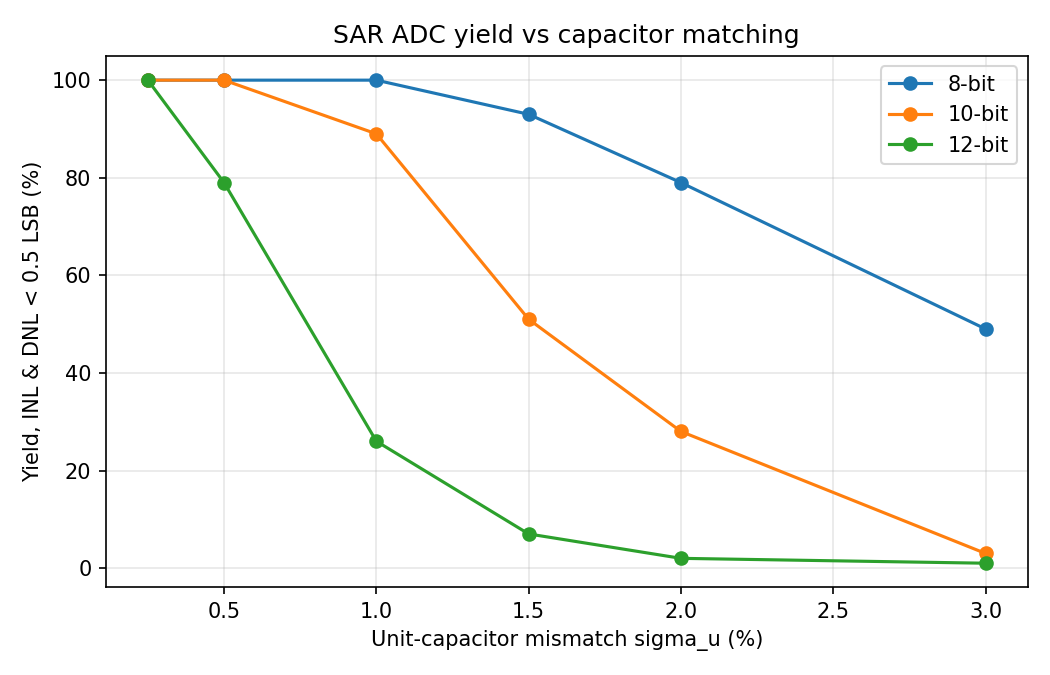 SAR ADC yield vs capacitor matching
Yield, INL & DNL < 0.5 LSB (%)
100
80
60
40
20
0
8-bit
10-bit
12-bit
0.5
1.0
1.5
2.0
2.5
3.0
Unit-capacitor mismatch sigma_u (%)